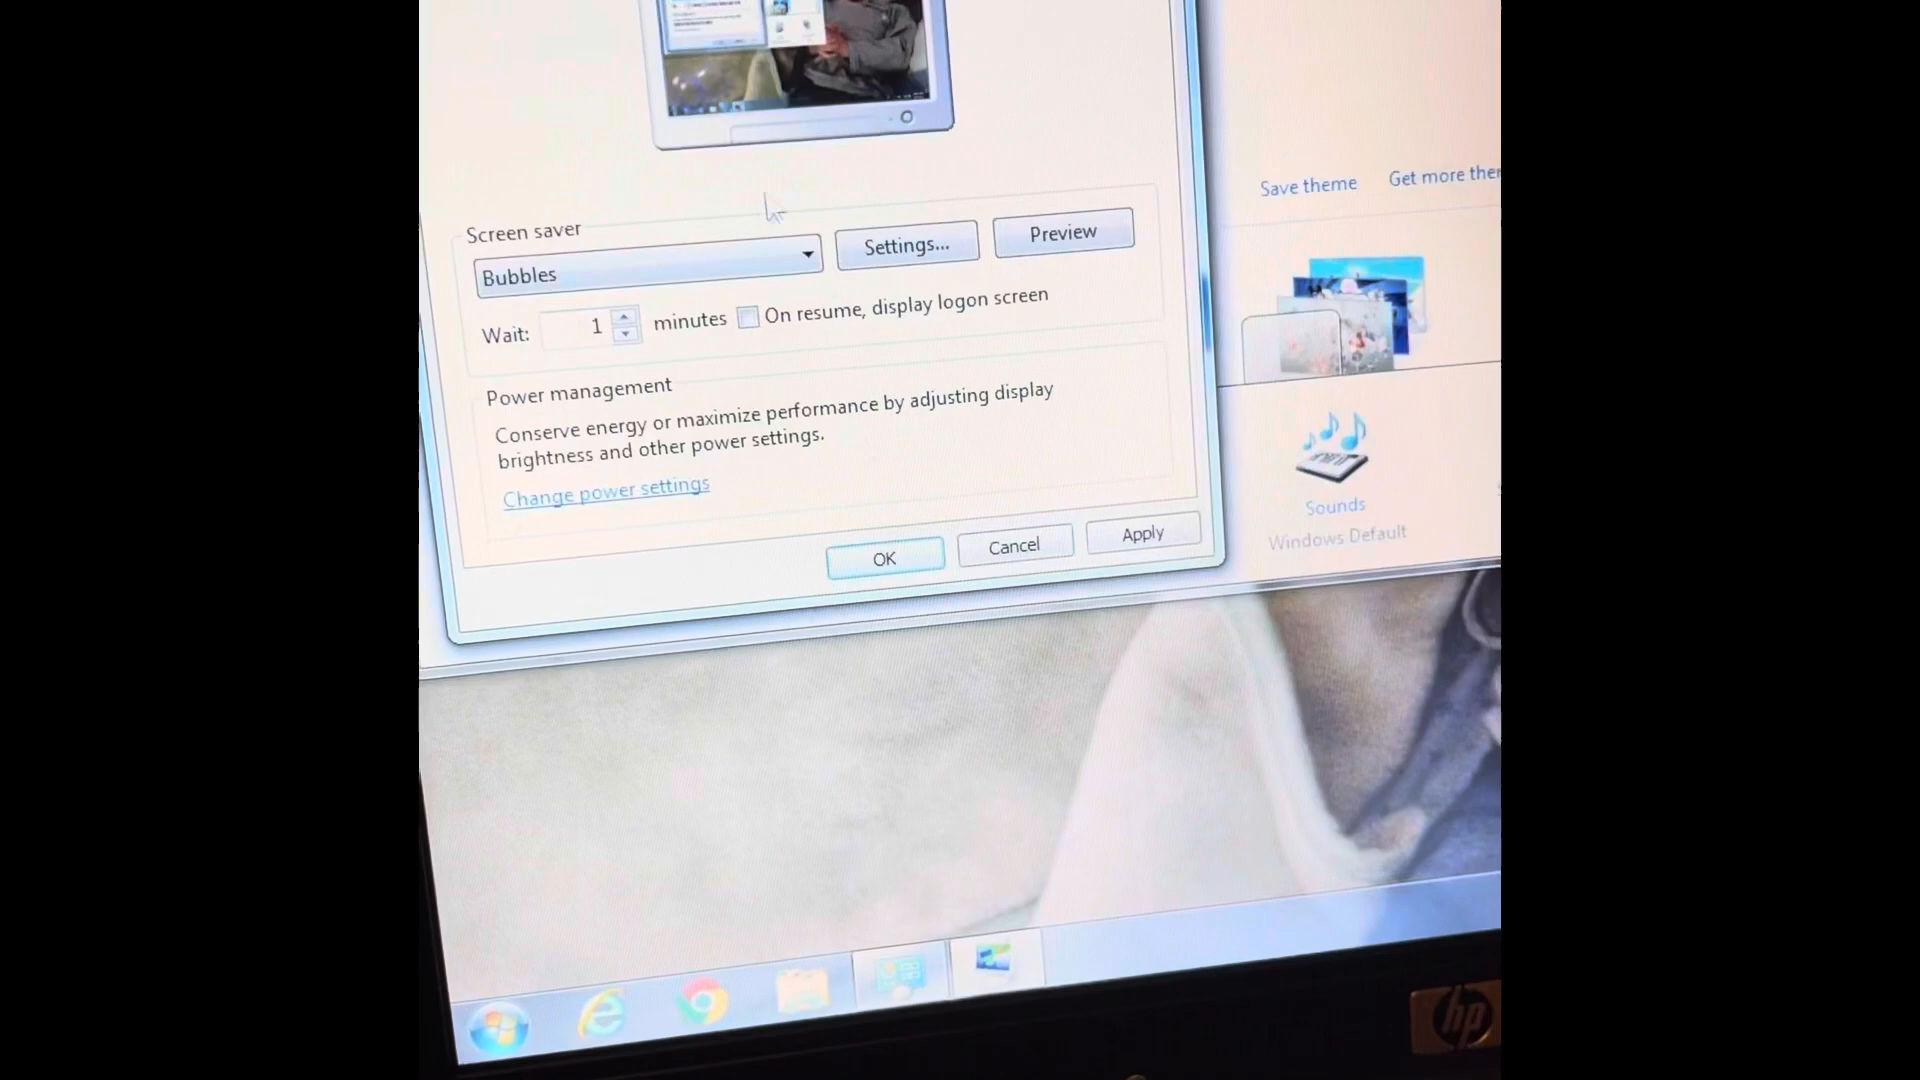 Save theme Get more
Screen saver
Bubbles
Settings...
Preview
Wait: 1 minutes On resume, display logon screen
Power management
Conserve energy or maximize performance by adjusting display
brightness and other power settings.
Change power settings
OK Cancel Apply
Sounds
Windows Default
hp